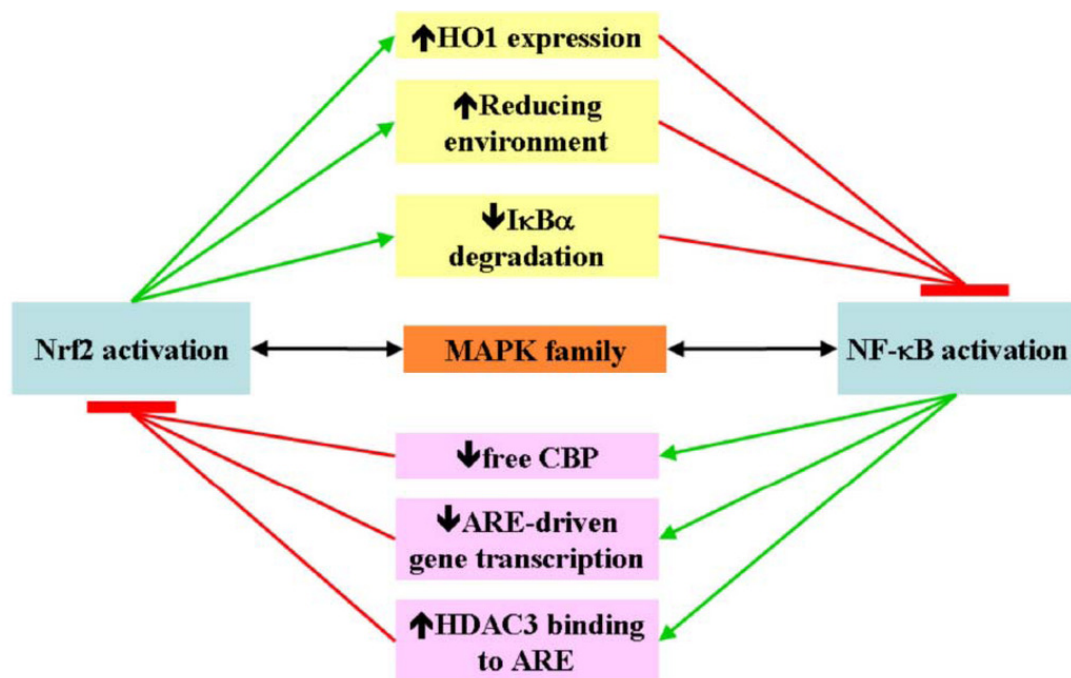 ↑HO1 expression
↑Reducing
environment
↓IκBα
degradation
Nrf2 activation
MAPK family
NF-κB activation
↓free CBP
↓ARE-driven
gene transcription
↑HDAC3 binding
to ARE